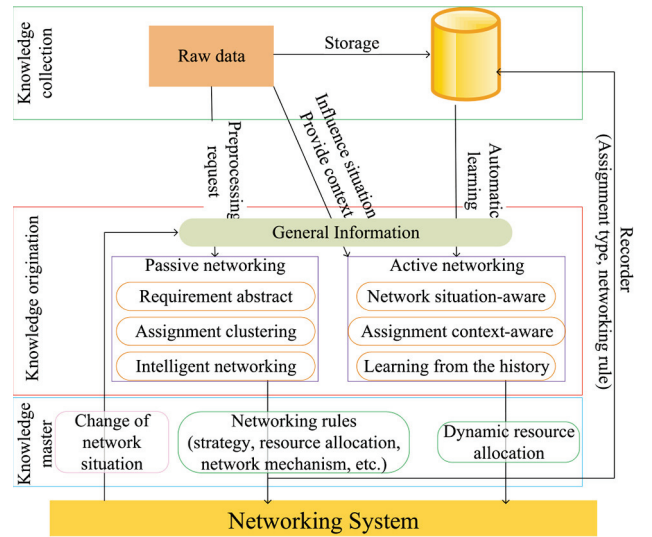 Knowledge
collection
Raw data
Storage
Preprocessing
request
Influence situation
Provide context
Automatic
learning
Recorder
(Assignment type, networking rule)
Knowledge origination
General Information
Passive networking
Requirement abstract
Assignment clustering
Intelligent networking
Active networking
Network situation-aware
Assignment context-aware
Learning from the history
Knowledge
master
Change of
network
situation
Networking rules
(strategy, resource allocation,
network mechanism, etc.)
Dynamic resource
allocation
Networking System